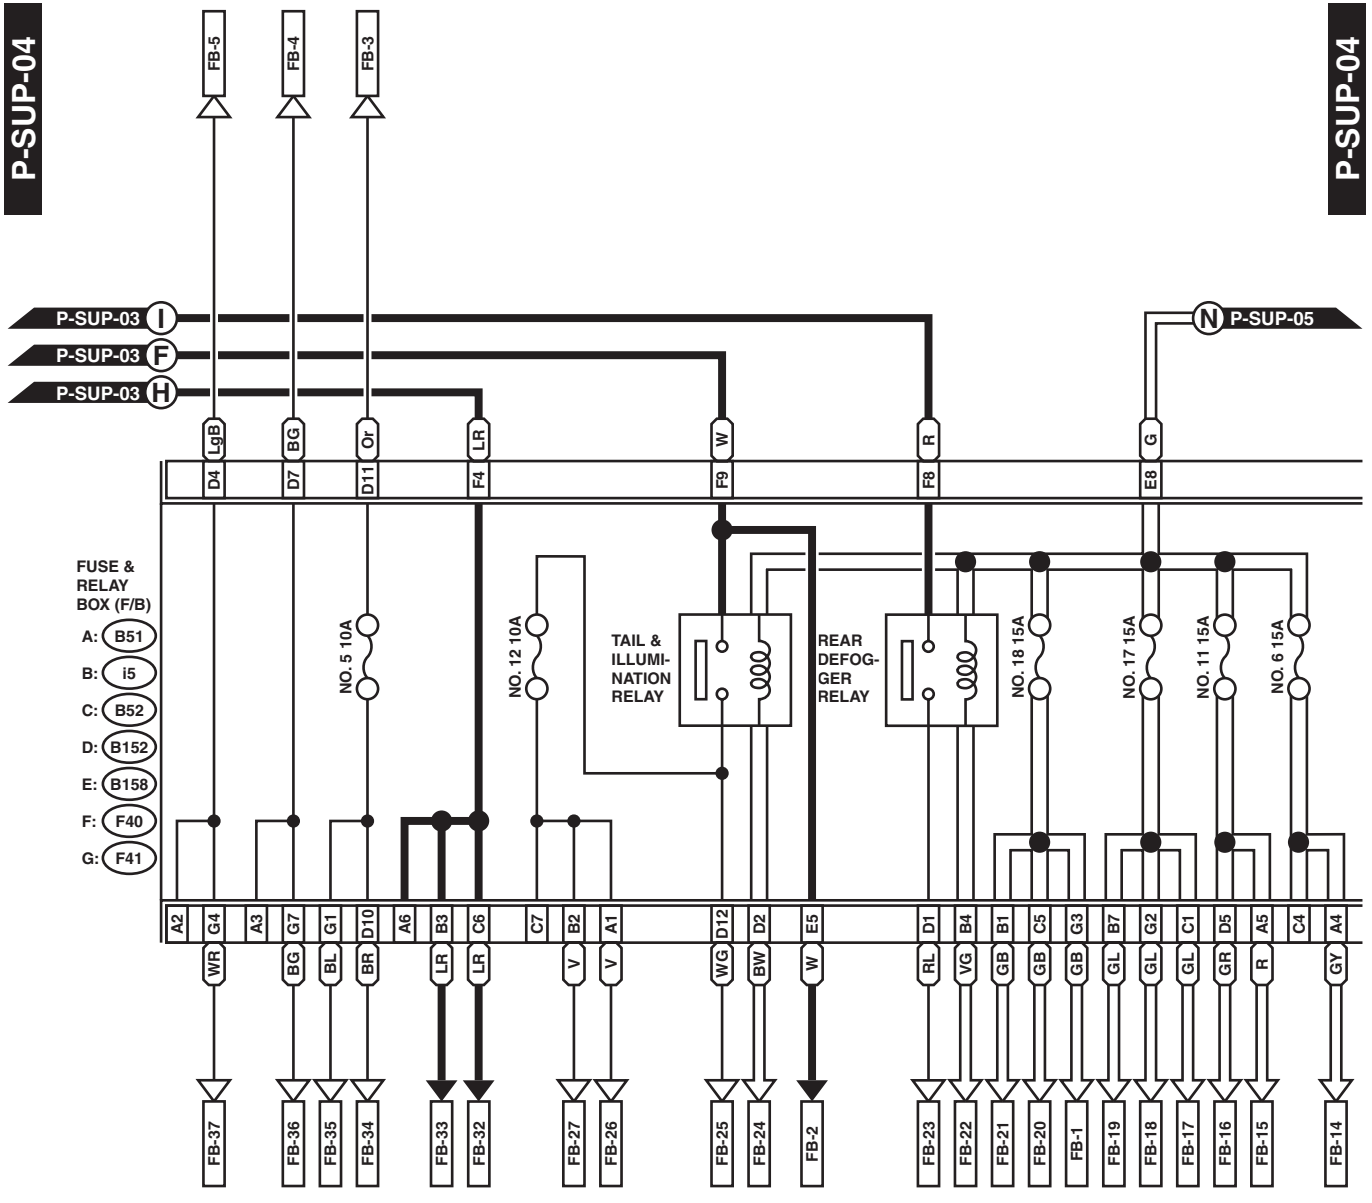 P-SUP-04
P-SUP-04
FB-5
FB-4
FB-3
P-SUP-03 I
P-SUP-03 F
P-SUP-03 H
N P-SUP-05
LgB
BG
Or
LR
W
R
G
D4
D7
D11
F4
F9
F8
E8
FUSE &
RELAY
BOX (F/B)
A: B51
B: i5
C: B52
D: B152
E: B158
F: F40
G: F41
NO. 5 10A
NO. 12 10A
TAIL &
ILLUMI-
NATION
RELAY
REAR
DEFOG-
GER
RELAY
NO. 18 15A
NO. 17 15A
NO. 11 15A
NO. 6 15A
A2
G4
A3
G7
G1
D10
A6
B3
C6
C7
B2
A1
D12
D2
E5
D1
B4
B1
C5
G3
B7
G2
C1
D5
A5
C4
A4
WR
BG
BL
BR
LR
LR
V
V
WG
BW
W
RL
VG
GB
GB
GB
GL
GL
GL
GR
R
GY
FB-37
FB-36
FB-35
FB-34
FB-33
FB-32
FB-27
FB-26
FB-25
FB-24
FB-2
FB-23
FB-22
FB-21
FB-20
FB-1
FB-19
FB-18
FB-17
FB-16
FB-15
FB-14